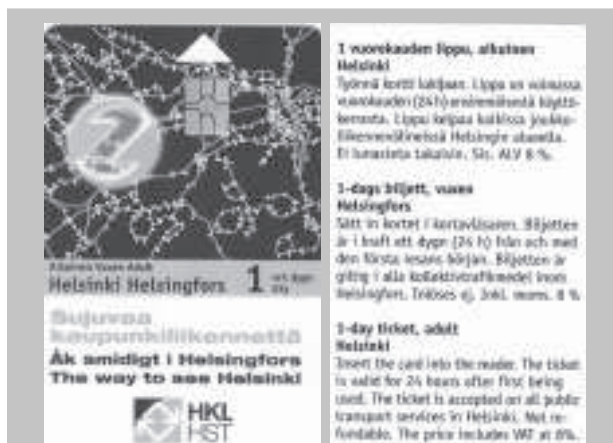 Aikuinen Vuxen Adult
Helsinki Helsingfors 1 vrk dygn
day
Sujuvaa
kaupunkiliikennettä
Åk smidigt i Helsingfors
The way to see Helsinki
HKL
HST
1 vuorokauden lippu, aikuinen
Helsinki
Työnnä kortti lukijaan. Lippu on voimassa
vuorokauden (24 h) ensimmäisestä käyttö-
kerrasta. Lippu kelpaa kaikissa joukko-
liikennevälineissä Helsingin alueella.
Ei lunasteta takaisin. Sis. ALV 8 %.
1-dags biljett, vuxen
Helsingfors
Sätt in kortet i kortavläsaren. Biljetten
är i kraft ett dygn (24 h) från och med
den första resans början. Biljetten är
giltig i alla kollektivtrafikmedel inom
Helsingfors. Inlöses ej. Inkl. moms. 8 %
1-day ticket, adult
Helsinki
Insert the card into the reader. The ticket
is valid for 24 hours after first being
used. The ticket is accepted on all public
transport services in Helsinki. Not re-
fundable. The price includes VAT at 8%.